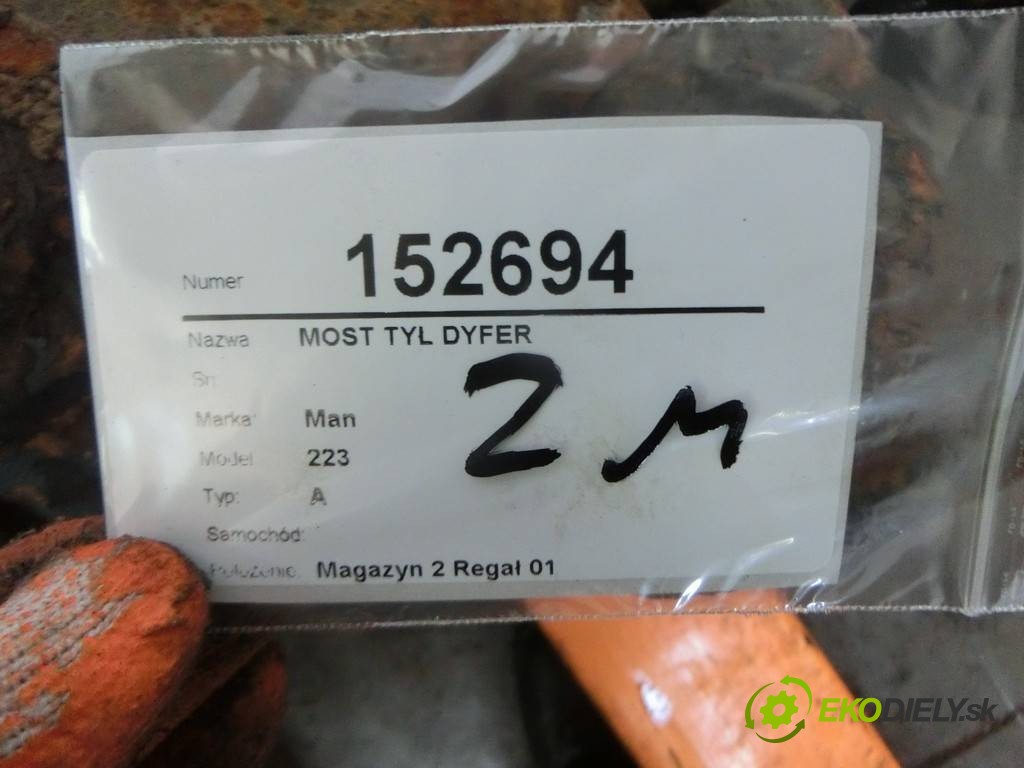 Numer 152694
Nazwa MOST TYL DYFER
Sn
Marka: Man
Model 223
Typ: A
2 M
Samochód:
Położenie: Magazyn 2 Regał 01
EKODIELY.sk